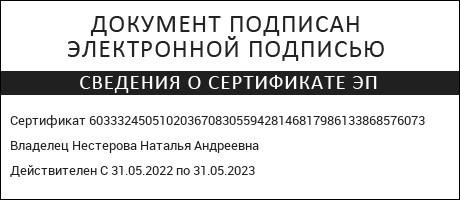 ДОКУМЕНТ ПОДПИСАН
ЭЛЕКТРОННОЙ ПОДПИСЬЮ
СВЕДЕНИЯ О СЕРТИФИКАТЕ ЭП
Сертификат 603332450510203670830559428146817986133868576073
Владелец Нестерова Наталья Андреевна
Действителен С 31.05.2022 по 31.05.2023